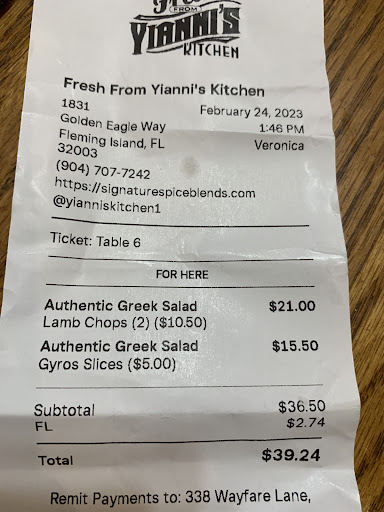 FROM
YIANNI'S
KITCHEN
Fresh From Yianni's Kitchen
1831 February 24, 2023
Golden Eagle Way 1:46 PM
Fleming Island, FL Veronica
32003
(904) 707-7242
https://signaturespiceblends.com
@yianniskitchen1
Ticket: Table 6
FOR HERE
Authentic Greek Salad $21.00
Lamb Chops (2) ($10.50)
Authentic Greek Salad $15.50
Gyros Slices ($5.00)
Subtotal $36.50
FL $2.74
Total $39.24
Remit Payments to: 338 Wayfare Lane,